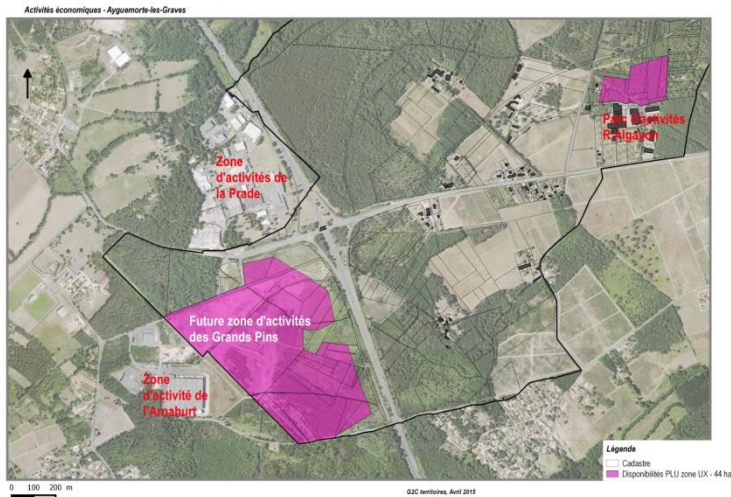 Activités économiques - Ayguemorte-les-Graves
Parc d'activités
R.Algayon
Zone
d'activités de
la Prade
Future zone d'activités
des Grands Pins
Zone
d'activité de
l'Arnahurt
Légende
Cadastre
Disponibilités PLU zone UX - 44 ha
0 100 200 m
G2C territoires, Avril 2015